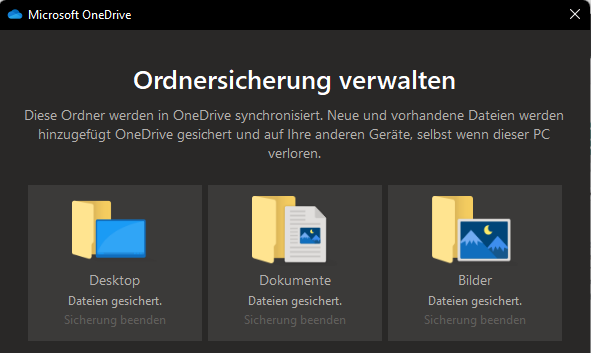 Microsoft OneDrive
Ordnersicherung verwalten
Diese Ordner werden in OneDrive synchronisiert. Neue und vorhandene Dateien werden
hinzugefügt OneDrive gesichert und auf Ihre anderen Geräte, selbst wenn dieser PC
verloren.
Desktop
Dateien gesichert.
Sicherung beenden
Dokumente
Dateien gesichert.
Sicherung beenden
Bilder
Dateien gesichert.
Sicherung beenden